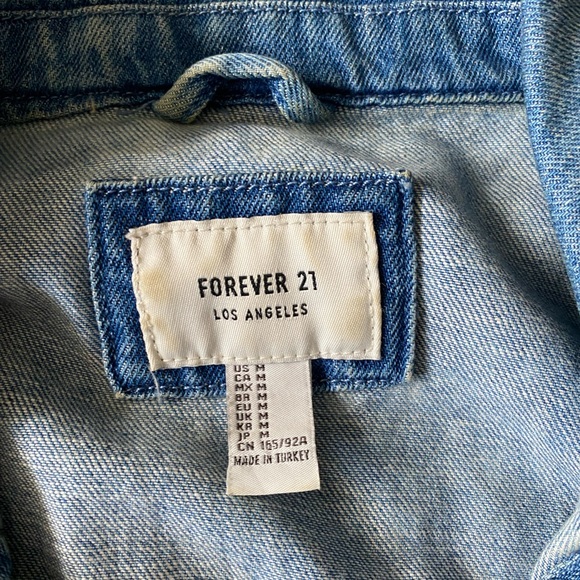 FOREVER 21
LOS ANGELES
US M
CA M
MX M
BR M
EU M
UK M
KR M
JP M
CN 165/92A
MADE IN TURKEY